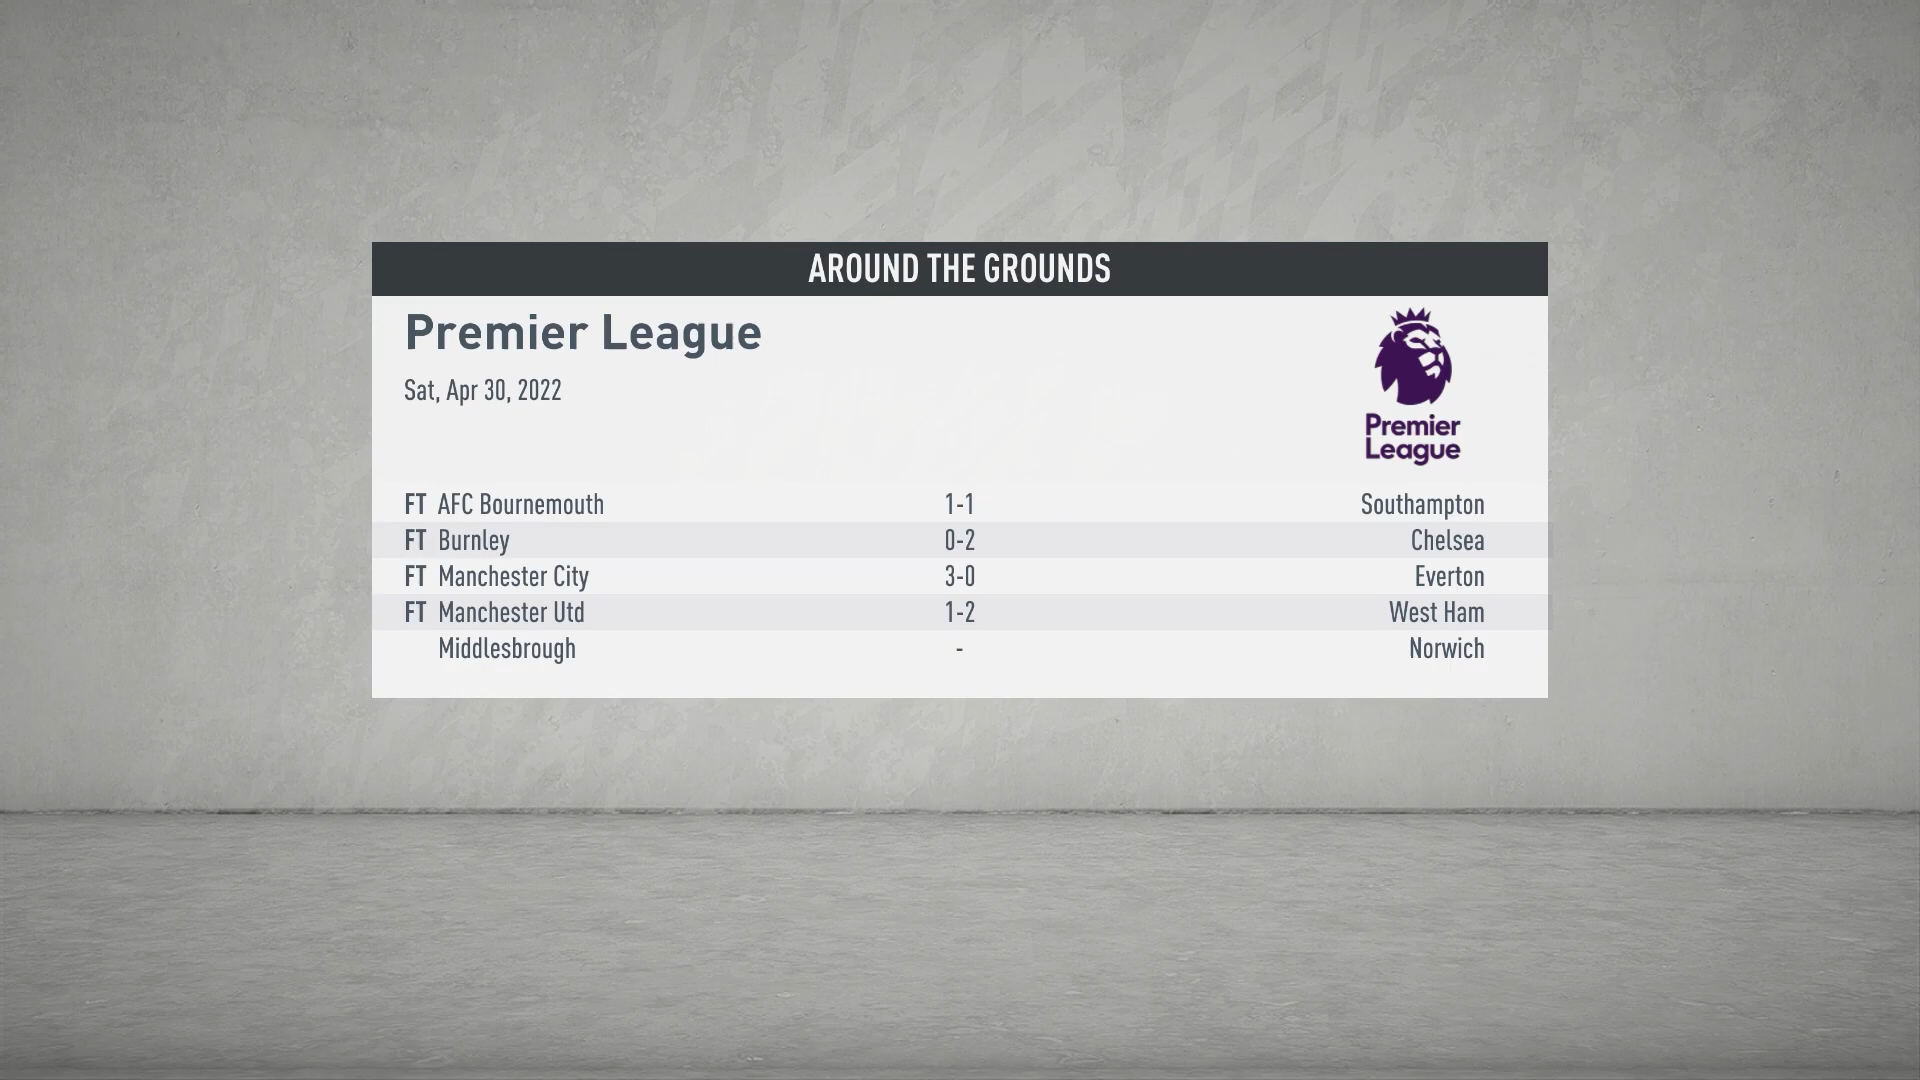 AROUND THE GROUNDS
Premier League
Sat, Apr 30, 2022
Premier
League
FT AFC Bournemouth 1-1 Southampton
FT Burnley 0-2 Chelsea
FT Manchester City 3-0 Everton
FT Manchester Utd 1-2 West Ham
Middlesbrough - Norwich